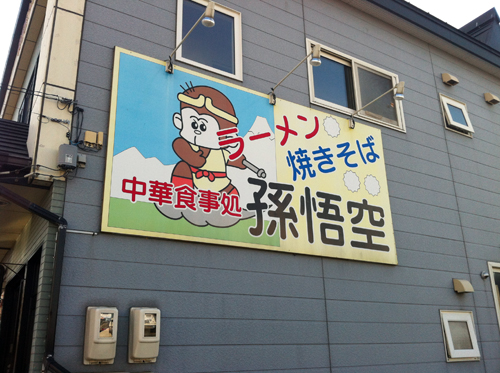 ラーメン
焼きそば
中華食事処
孫悟空